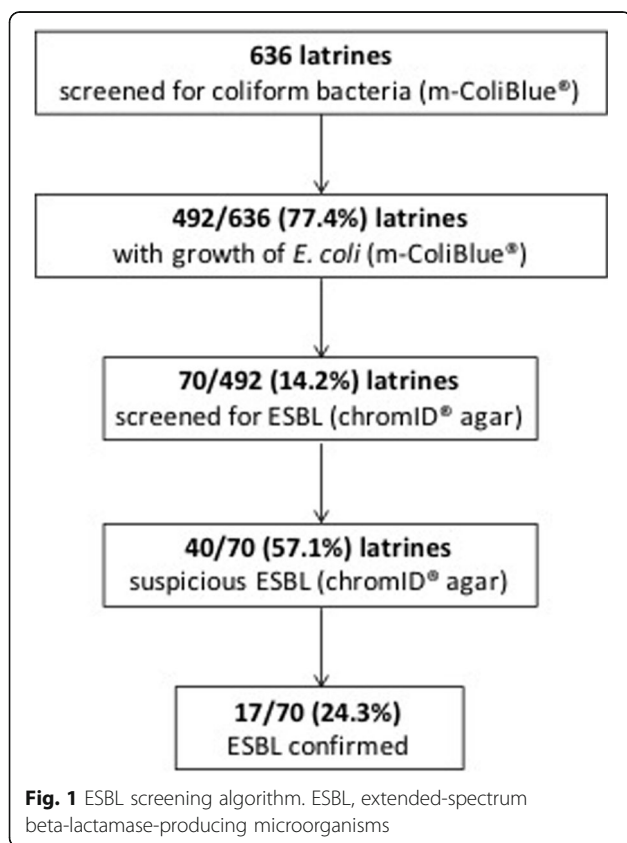 636 latrines
screened for coliform bacteria (m-ColiBlue®)
492/636 (77.4%) latrines
with growth of E. coli (m-ColiBlue®)
70/492 (14.2%) latrines
screened for ESBL (chromID® agar)
40/70 (57.1%) latrines
suspicious ESBL (chromID® agar)
17/70 (24.3%)
ESBL confirmed
Fig. 1 ESBL screening algorithm. ESBL, extended-spectrum
beta-lactamase-producing microorganisms